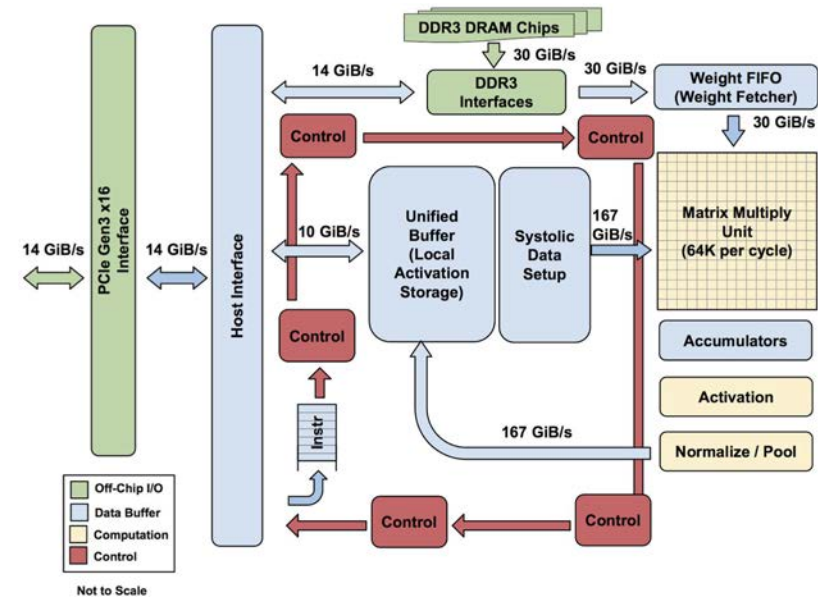 DDR3 DRAM Chips
30 GiB/s
14 GiB/s
DDR3
Interfaces
30 GiB/s
Weight FIFO
(Weight Fetcher)
30 GiB/s
Control
Control
PCIe Gen3 x16
Interface
Host Interface
14 GiB/s
14 GiB/s
10 GiB/s
Unified
Buffer
(Local
Activation
Storage)
Systolic
Data
Setup
167
GiB/s
Matrix Multiply
Unit
(64K per cycle)
Control
Accumulators
Activation
Instr
167 GiB/s
Normalize / Pool
Off-Chip I/O
Data Buffer
Computation
Control
Control
Control
Not to Scale